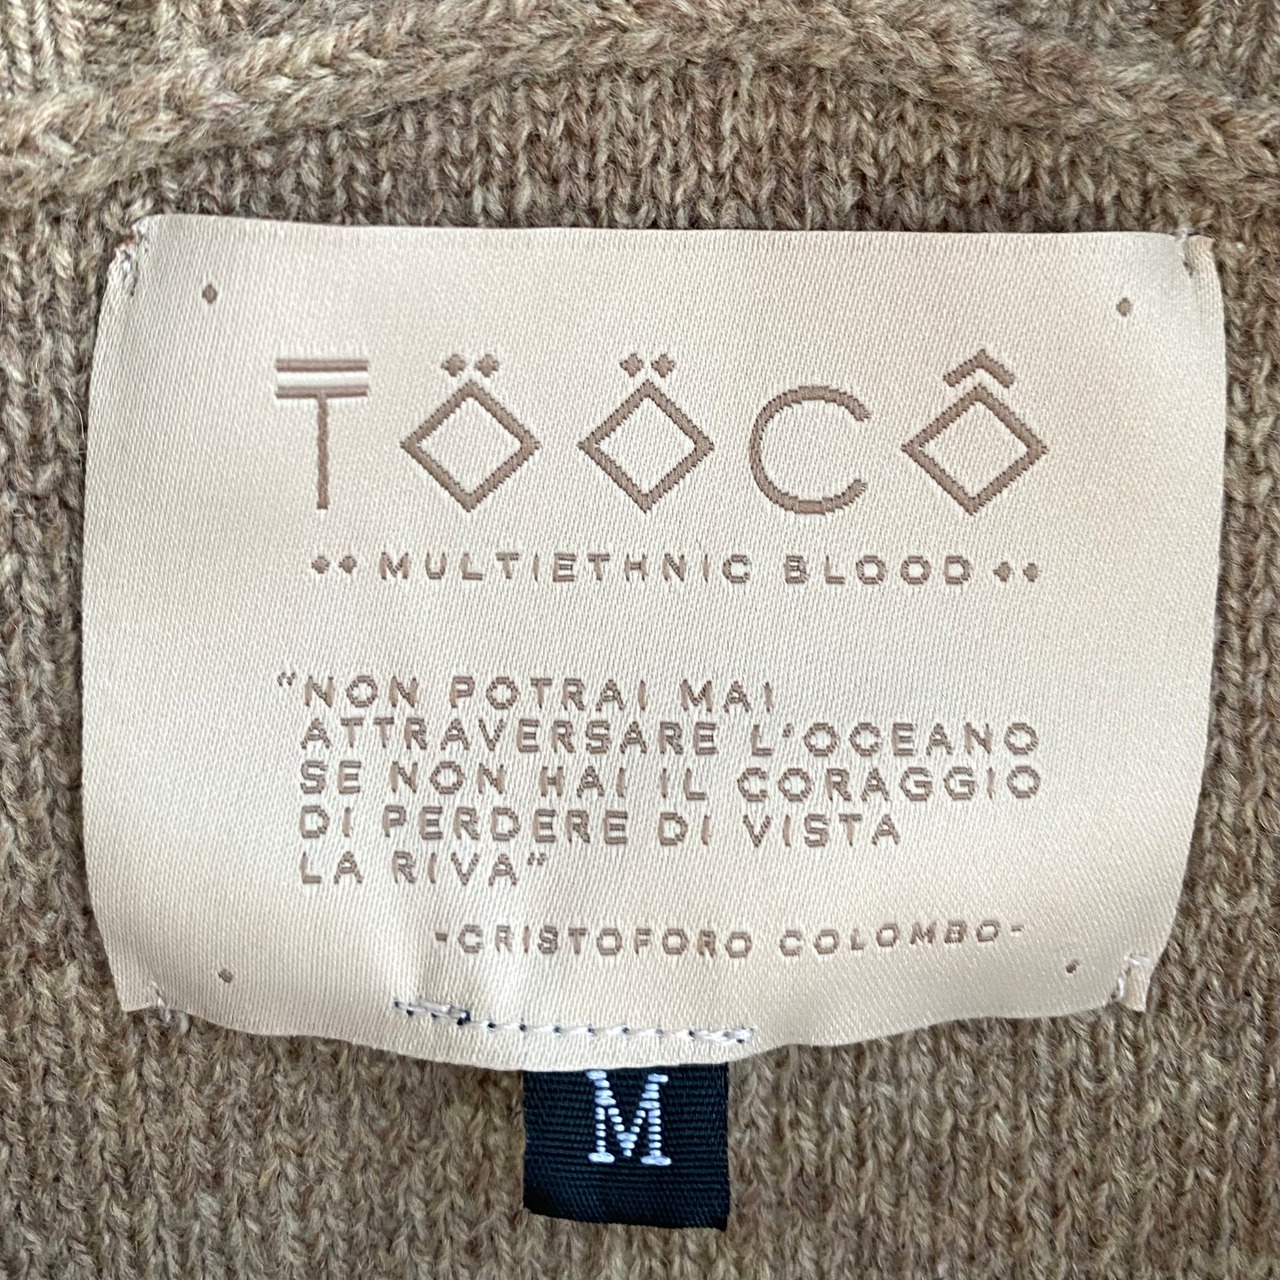 TÖÖCÔ
MULTIETHNIC BLOOD
"NON POTRAI MAI
ATTRAVERSARE L'OCEANO
SE NON HAI IL CORAGGIO
DI PERDERE DI VISTA
LA RIVA"
-CRISTOFORO COLOMBO-
M